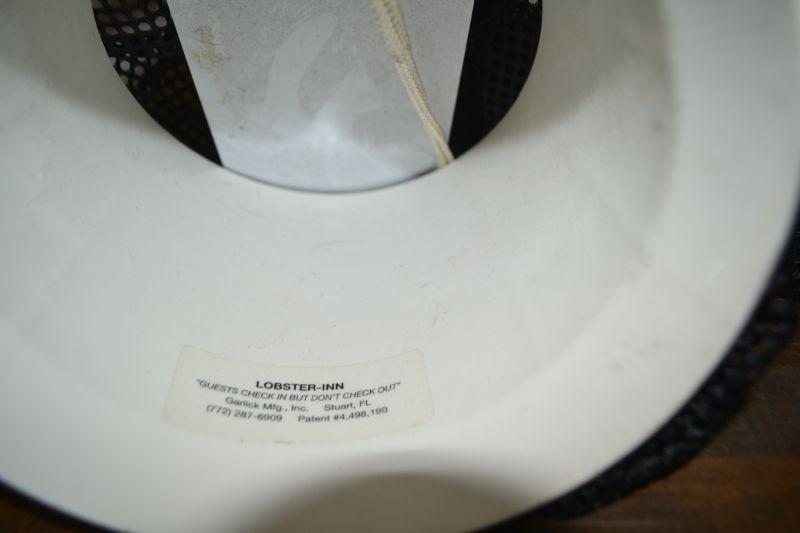 LOBSTER-INN
"GUESTS CHECK IN BUT DON'T CHECK OUT"
Garlick Mfg., Inc. Stuart, FL
(772) 287-6909 Patent #4,498,190